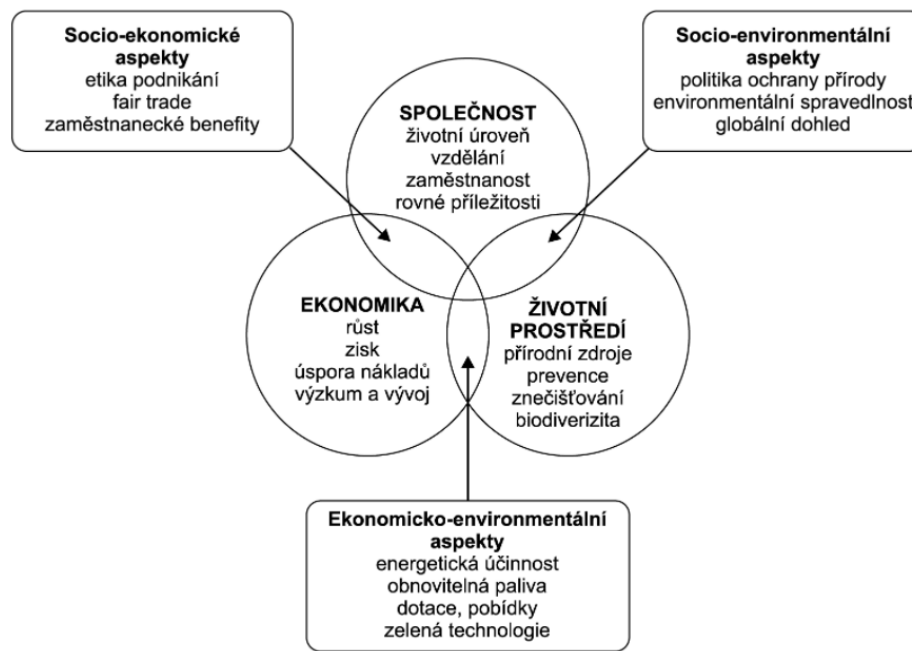 Socio-ekonomické
aspekty
etika podnikání
fair trade
zaměstnanecké benefity
Socio-environmentální
aspekty
politika ochrany přírody
environmentální spravedlnost
globální dohled
SPOLEČNOST
životní úroveň
vzdělání
zaměstnanost
rovné příležitosti
EKONOMIKA
růst
zisk
úspora nákladů
výzkum a vývoj
ŽIVOTNÍ
PROSTŘEDÍ
přírodní zdroje
prevence
znečišťování
biodiverizita
Ekonomicko-environmentální
aspekty
energetická účinnost
obnovitelná paliva
dotace, pobídky
zelená technologie